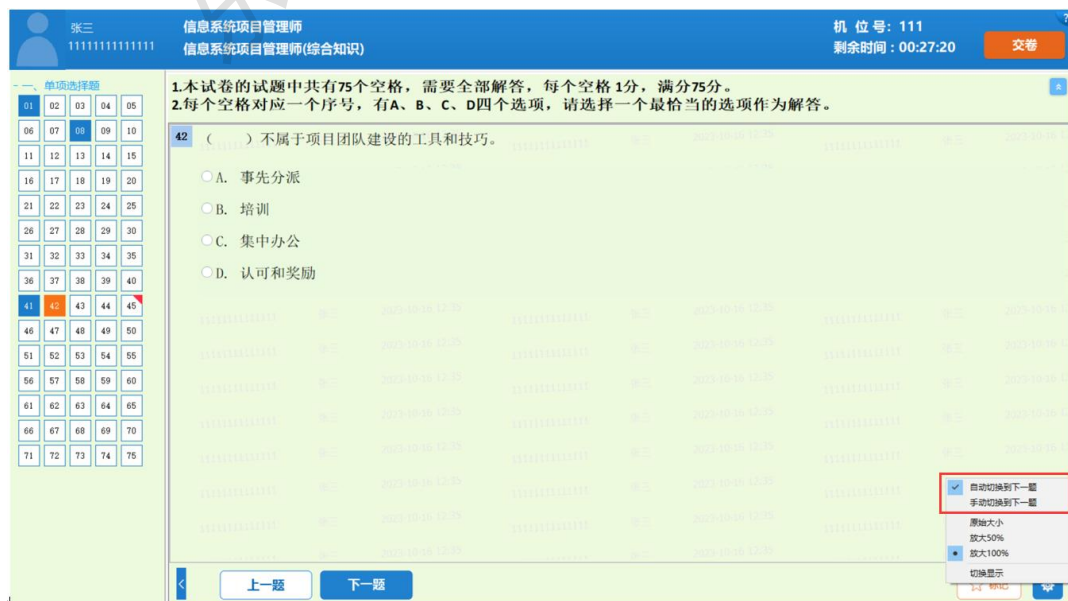 张三
11111111111111
信息系统项目管理师
信息系统项目管理师(综合知识)
机 位 号: 111
剩余时间：00:27:20
交卷
?
- 一、单项选择题
01 02 03 04 05
06 07 08 09 10
11 12 13 14 15
16 17 18 19 20
21 22 23 24 25
26 27 28 29 30
31 32 33 34 35
36 37 38 39 40
41 42 43 44 45
46 47 48 49 50
51 52 53 54 55
56 57 58 59 60
61 62 63 64 65
66 67 68 69 70
71 72 73 74 75
1.本试卷的试题中共有75个空格，需要全部解答，每个空格 1分，满分75分。
2.每个空格对应一个序号，有A、B、C、D四个选项，请选择一个最恰当的选项作为解答。
42 （ ）不属于项目团队建设的工具和技巧。
A. 事先分派
B. 培训
C. 集中办公
D. 认可和奖励
自动切换到下一题
手动切换到下一题
原始大小
放大50%
放大100%
切换显示
上一题
下一题
标记